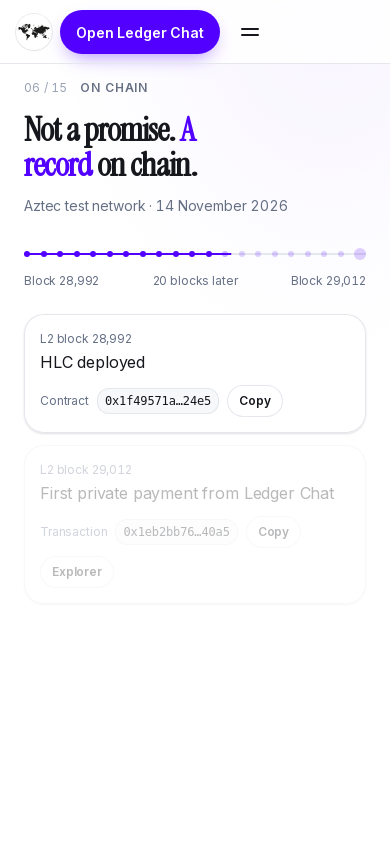 Open Ledger Chat
06 / 15 ON CHAIN
Not a promise. A
record on chain.
Aztec test network · 14 November 2026
Block 28,992 20 blocks later Block 29,012
L2 block 28,992
HLC deployed
Contract 0x1f49571a…24e5 Copy
L2 block 29,012
First private payment from Ledger Chat
Transaction 0x1eb2bb76…40a5 Copy
Explorer